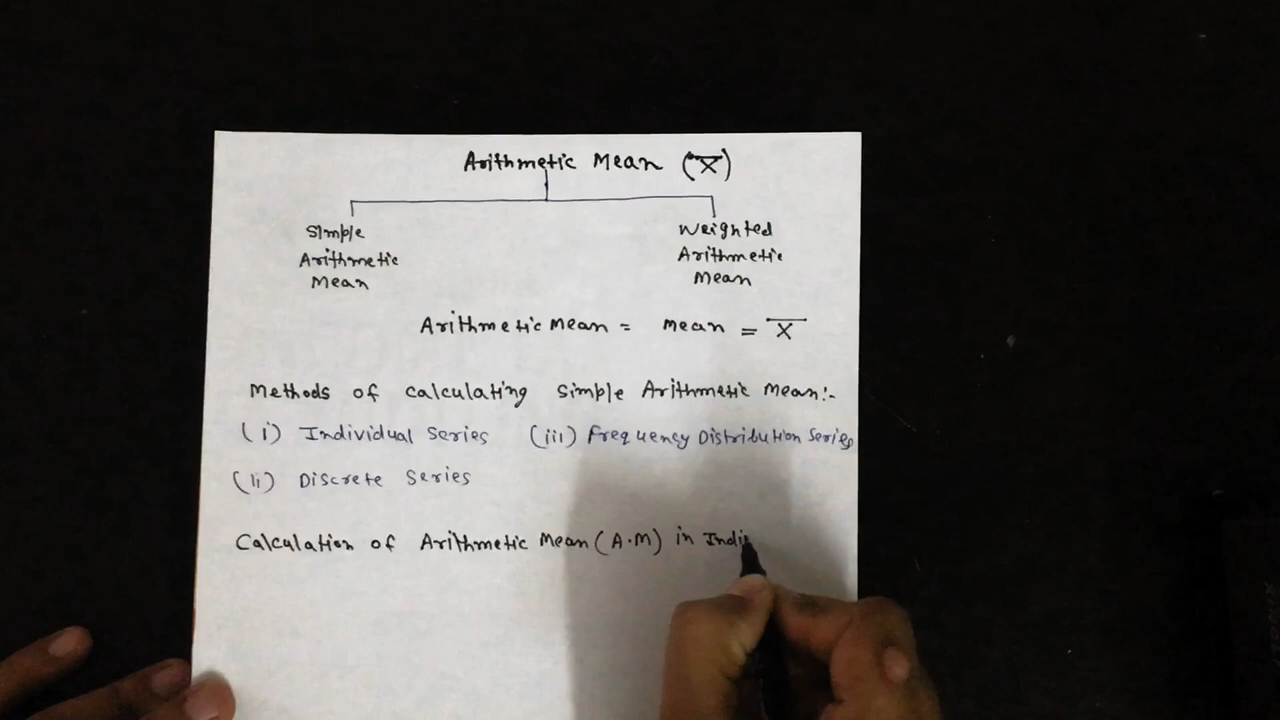 Arithmetic Mean (X̅)
Simple
Arithmetic
Mean
Weighted
Arithmetic
Mean
Arithmetic Mean = Mean = X̅
Methods of calculating Simple Arithmetic Mean:-
(i) Individual Series (iii) Frequency Distribution Series
(ii) Discrete Series
Calculation of Arithmetic Mean (A.M) in Indi